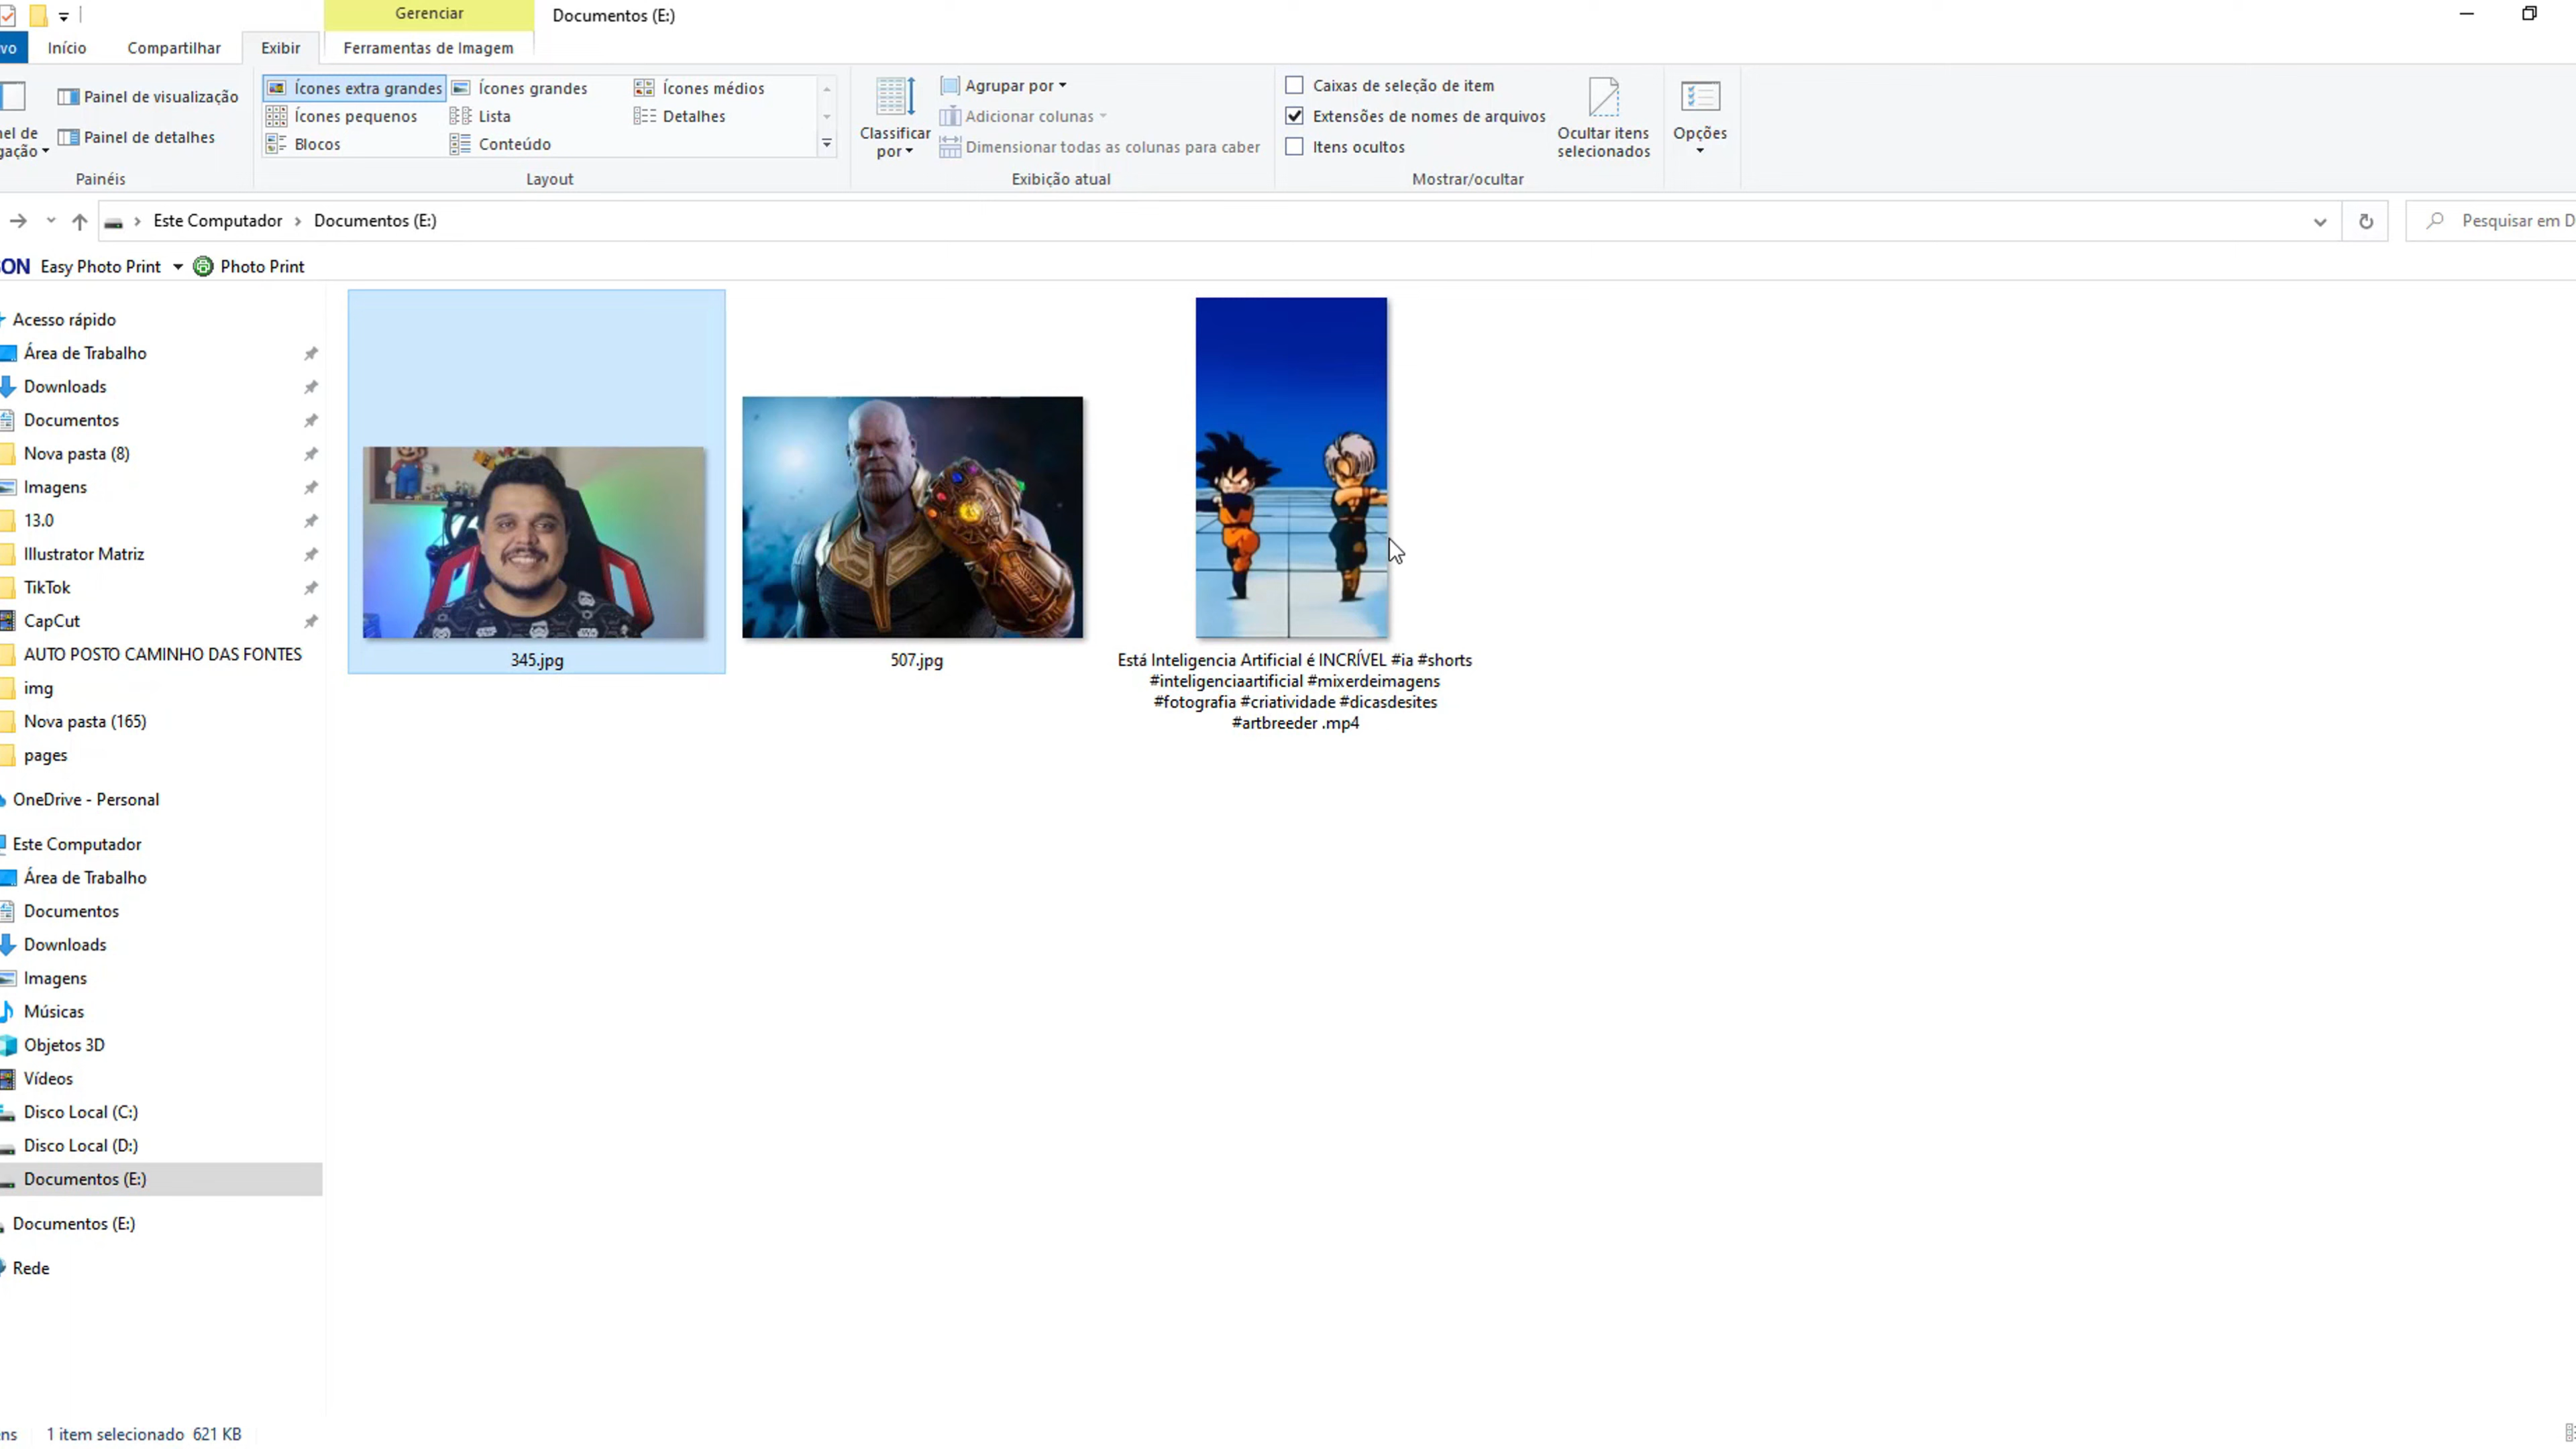 Gerenciar
Documentos (E:)
vo
Início
Compartilhar
Exibir
Ferramentas de Imagem
nel de
gação
Painel de visualização
Painel de detalhes
Painéis
Ícones extra grandes
Ícones grandes
Ícones médios
Ícones pequenos
Lista
Detalhes
Blocos
Conteúdo
Layout
Classificar
por
Agrupar por
Adicionar colunas
Dimensionar todas as colunas para caber
Exibição atual
Caixas de seleção de item
Extensões de nomes de arquivos
Itens ocultos
Ocultar itens
selecionados
Mostrar/ocultar
Opções
Este Computador
Documentos (E:)
Pesquisar em D
SON Easy Photo Print
Photo Print
Acesso rápido
Área de Trabalho
Downloads
Documentos
Nova pasta (8)
Imagens
13.0
Illustrator Matriz
TikTok
CapCut
AUTO POSTO CAMINHO DAS FONTES
img
Nova pasta (165)
pages
OneDrive - Personal
Este Computador
Área de Trabalho
Documentos
Downloads
Imagens
Músicas
Objetos 3D
Vídeos
Disco Local (C:)
Disco Local (D:)
Documentos (E:)
Documentos (E:)
Rede
345.jpg
507.jpg
Está Inteligencia Artificial é INCRÍVEL #ia #shorts
#inteligenciaartificial #mixerdeimagens
#fotografia #criatividade #dicasdesites
#artbreeder .mp4
ns
1 item selecionado 621 KB